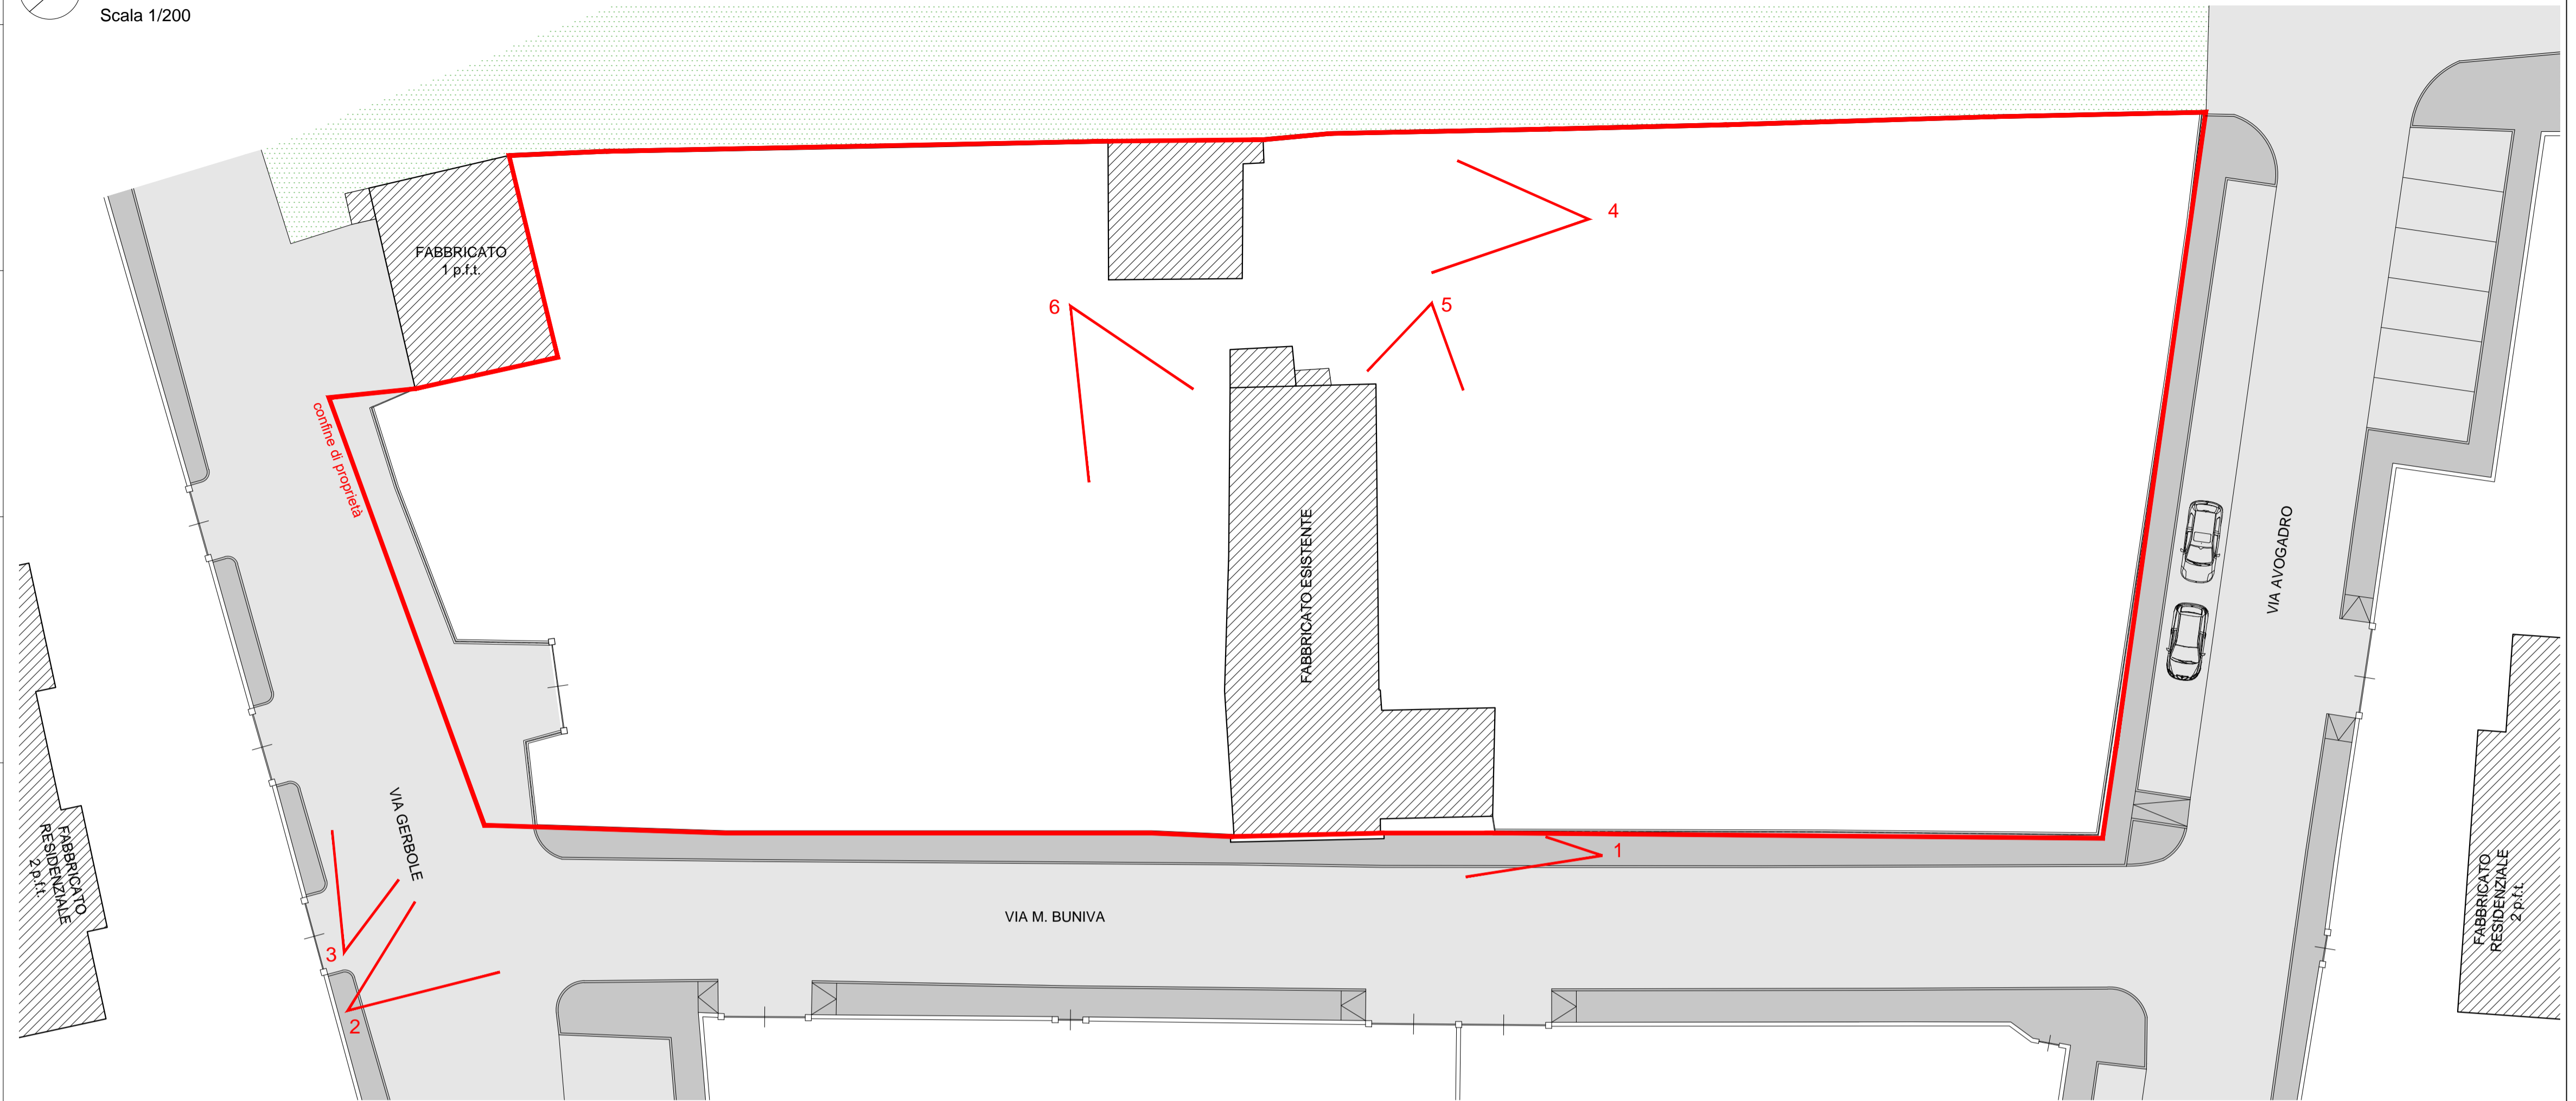 Scala 1/200
FABBRICATO
1 p.f.t.
4
6
5
confine di proprietà
FABBRICATO ESISTENTE
VIA AVOGADRO
VIA GERBOLE
FABBRICATO
RESIDENZIALE
2 p.f.t.
1
VIA M. BUNIVA
3
2
FABBRICATO
RESIDENZIALE
2 p.f.t.